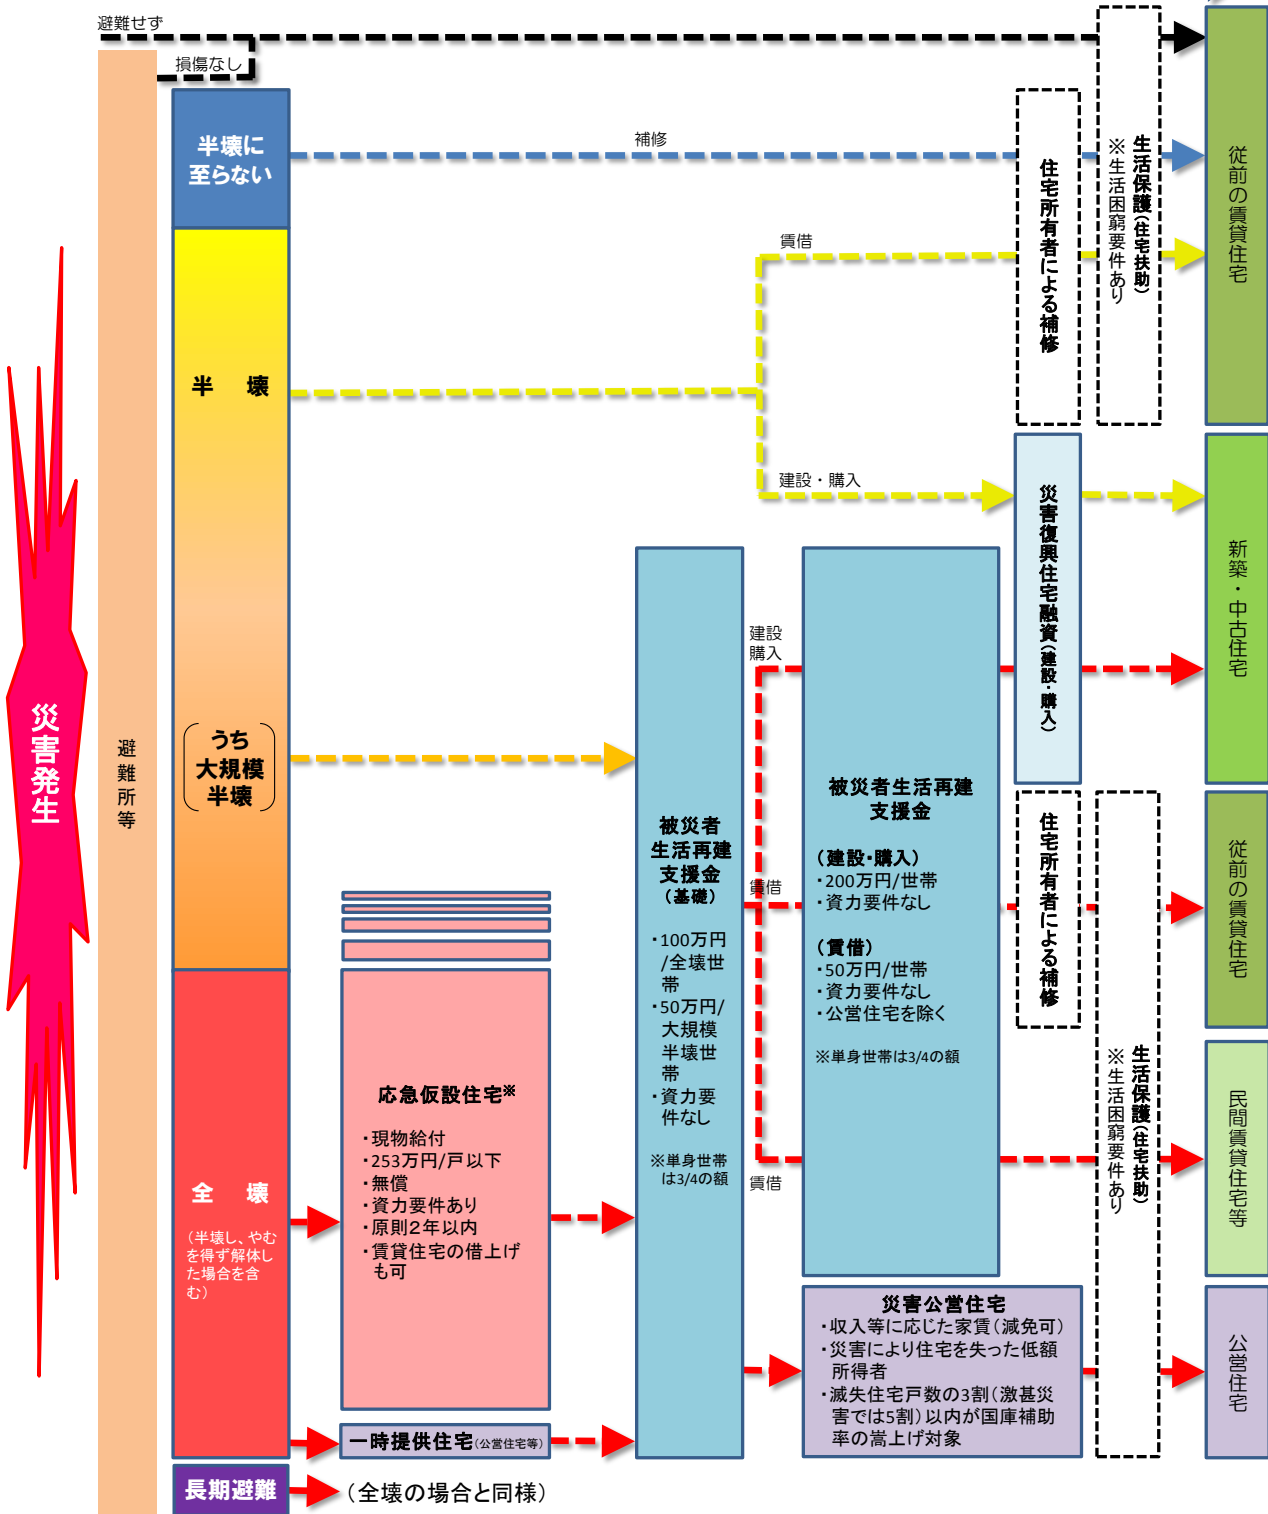 避難せず
損傷なし
災害発生
避難所等
半壊に
至らない
補修
半 壊
賃借
建設・購入
うち
大規模
半壊
全 壊
(半壊し、やむ
を得ず解体し
た場合を含
む)
長期避難
(全壊の場合と同様)
応急仮設住宅※
・現物給付
・253万円/戸以下
・無償
・資力要件あり
・原則2年以内
・賃貸住宅の借上げ
も可
一時提供住宅(公営住宅等)
被災者
生活再建
支援金
(基礎)
・100万円
/全壊世
帯
・50万円/
大規模
半壊世
帯
・資力要
件なし
※単身世帯
は3/4の額
建設
購入
賃借
賃借
被災者生活再建
支援金
(建設・購入)
・200万円/世帯
・資力要件なし
(賃借)
・50万円/世帯
・資力要件なし
・公営住宅を除く
※単身世帯は3/4の額
災害公営住宅
・収入等に応じた家賃(減免可)
・災害により住宅を失った低額
所得者
・滅失住宅戸数の3割(激甚災
害では5割)以内が国庫補助
率の嵩上げ対象
住宅所有者による補修
生活保護(住宅扶助)
※生活困窮要件あり
災害復興住宅融資(建設・購入)
住宅所有者による補修
生活保護(住宅扶助)
※生活困窮要件あり
従前の賃貸住宅
新築・中古住宅
従前の賃貸住宅
民間賃貸住宅等
公営住宅